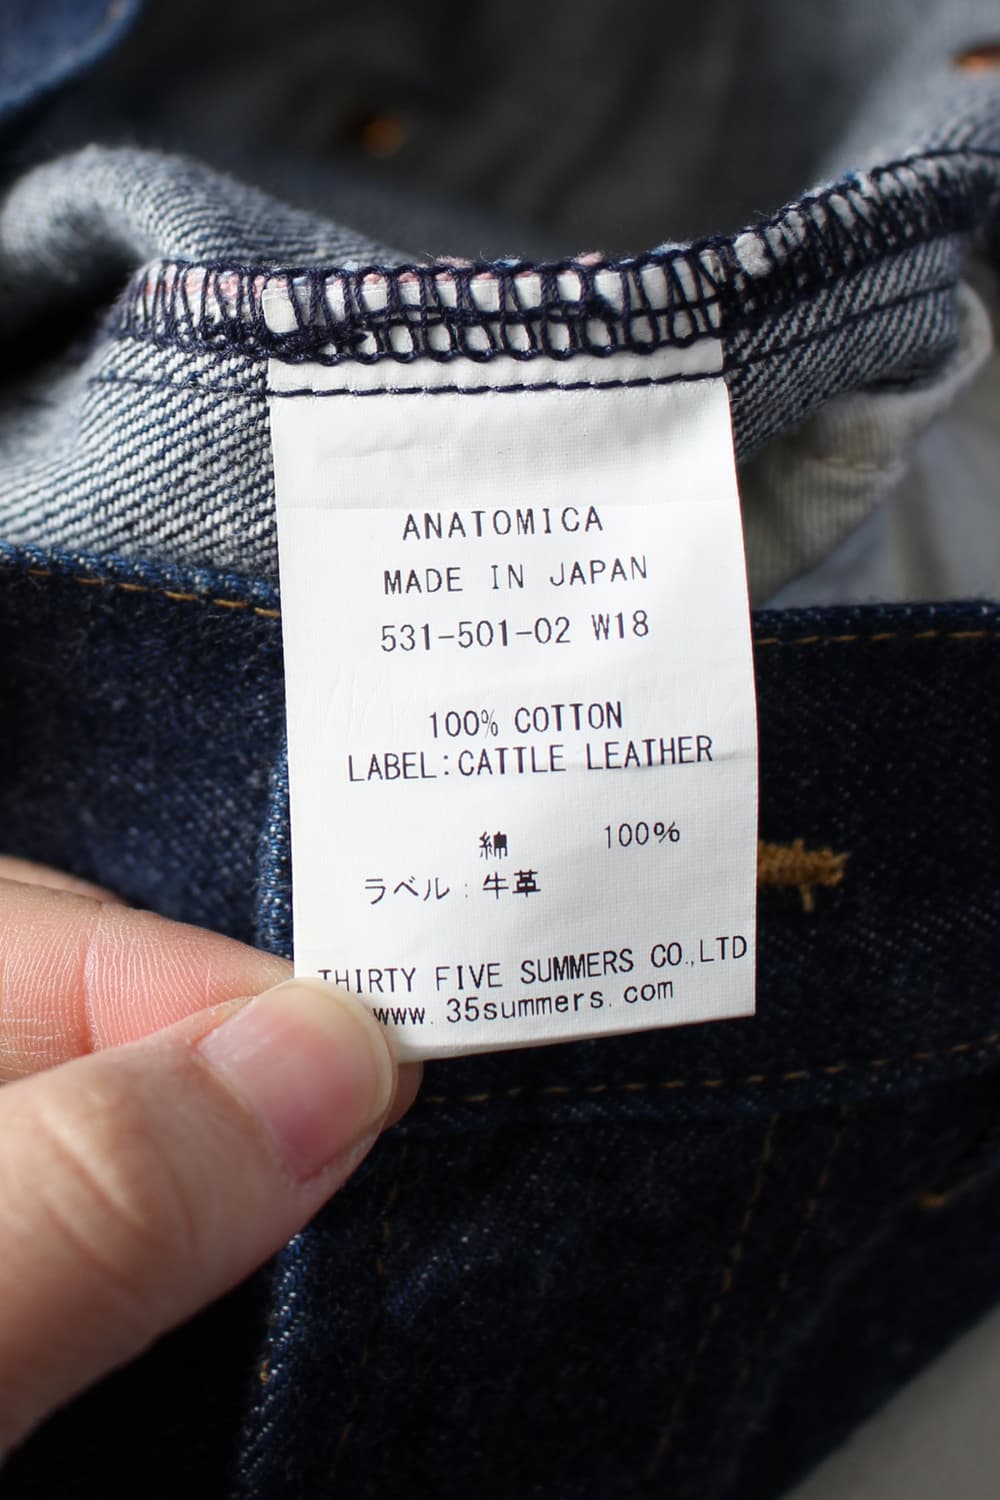 ANATOMICA
MADE IN JAPAN
531-501-02 W18
100% COTTON
LABEL:CATTLE LEATHER
綿 100%
ラベル:牛革
THIRTY FIVE SUMMERS CO.,LTD
www.35summers.com